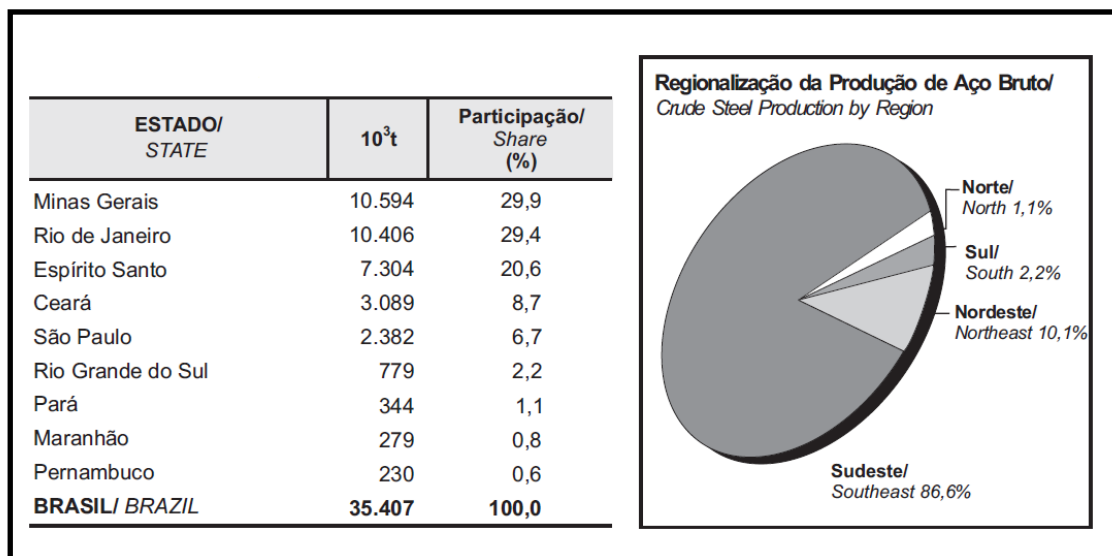 ESTADO/
STATE
10³t
Participação/
Share
(%)
Minas Gerais 10.594 29,9
Rio de Janeiro 10.406 29,4
Espírito Santo 7.304 20,6
Ceará 3.089 8,7
São Paulo 2.382 6,7
Rio Grande do Sul 779 2,2
Pará 344 1,1
Maranhão 279 0,8
Pernambuco 230 0,6
BRASIL/ BRAZIL 35.407 100,0
Regionalização da Produção de Aço Bruto/
Crude Steel Production by Region
Norte/
North 1,1%
Sul/
South 2,2%
Nordeste/
Northeast 10,1%
Sudeste/
Southeast 86,6%